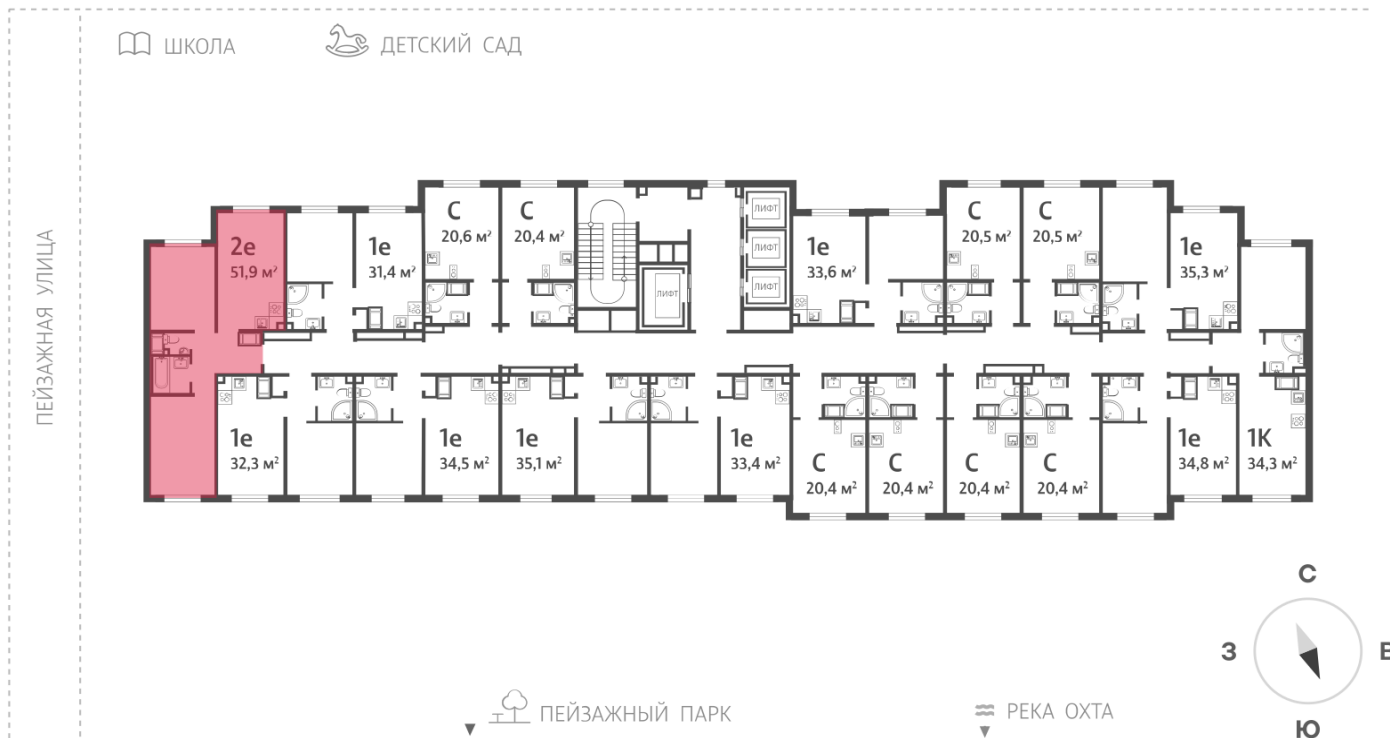 ШКОЛА
ДЕТСКИЙ САД
ПЕЙЗАЖНАЯ УЛИЦА
2е
51,9 м²
1е
31,4 м²
С
20,6 м²
С
20,4 м²
ЛИФТ
ЛИФТ
ЛИФТ
ЛИФТ
1е
33,6 м²
С
20,5 м²
С
20,5 м²
1е
35,3 м²
1е
32,3 м²
1е
34,5 м²
1е
35,1 м²
1е
33,4 м²
С
20,4 м²
С
20,4 м²
С
20,4 м²
С
20,4 м²
1е
34,8 м²
1К
34,3 м²
С
З
В
Ю
ПЕЙЗАЖНЫЙ ПАРК
РЕКА ОХТА